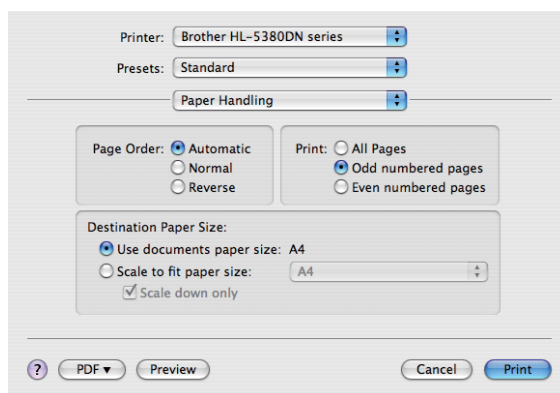 Printer: Brother HL-5380DN series
Presets: Standard
Paper Handling
Page Order: Automatic
Normal
Reverse
Print: All Pages
Odd numbered pages
Even numbered pages
Destination Paper Size:
Use documents paper size: A4
Scale to fit paper size: A4
Scale down only
? PDF▼ Preview Cancel Print